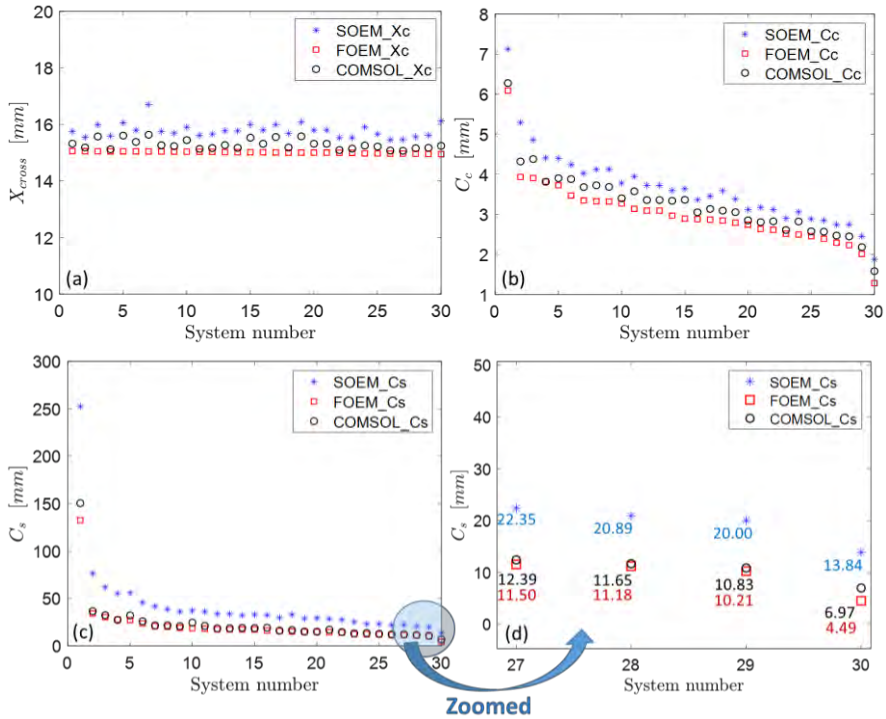 20
18
16
14
12
10
X_cross [mm]
SOEM_Xc
FOEM_Xc
COMSOL_Xc
(a)
0 5 10 15 20 25 30
System number
8
7
6
5
4
3
2
1
C_c [mm]
SOEM_Cc
FOEM_Cc
COMSOL_Cc
(b)
0 5 10 15 20 25 30
System number
300
250
200
150
100
50
0
C_s [mm]
SOEM_Cs
FOEM_Cs
COMSOL_Cs
(c)
0 5 10 15 20 25 30
System number
50
40
30
20
10
0
C_s [mm]
SOEM_Cs
FOEM_Cs
COMSOL_Cs
22.35 20.89 20.00 13.84
12.39 11.65 10.83 6.97
11.50 11.18 10.21 4.49
(d)
27 28 29 30
System number
Zoomed